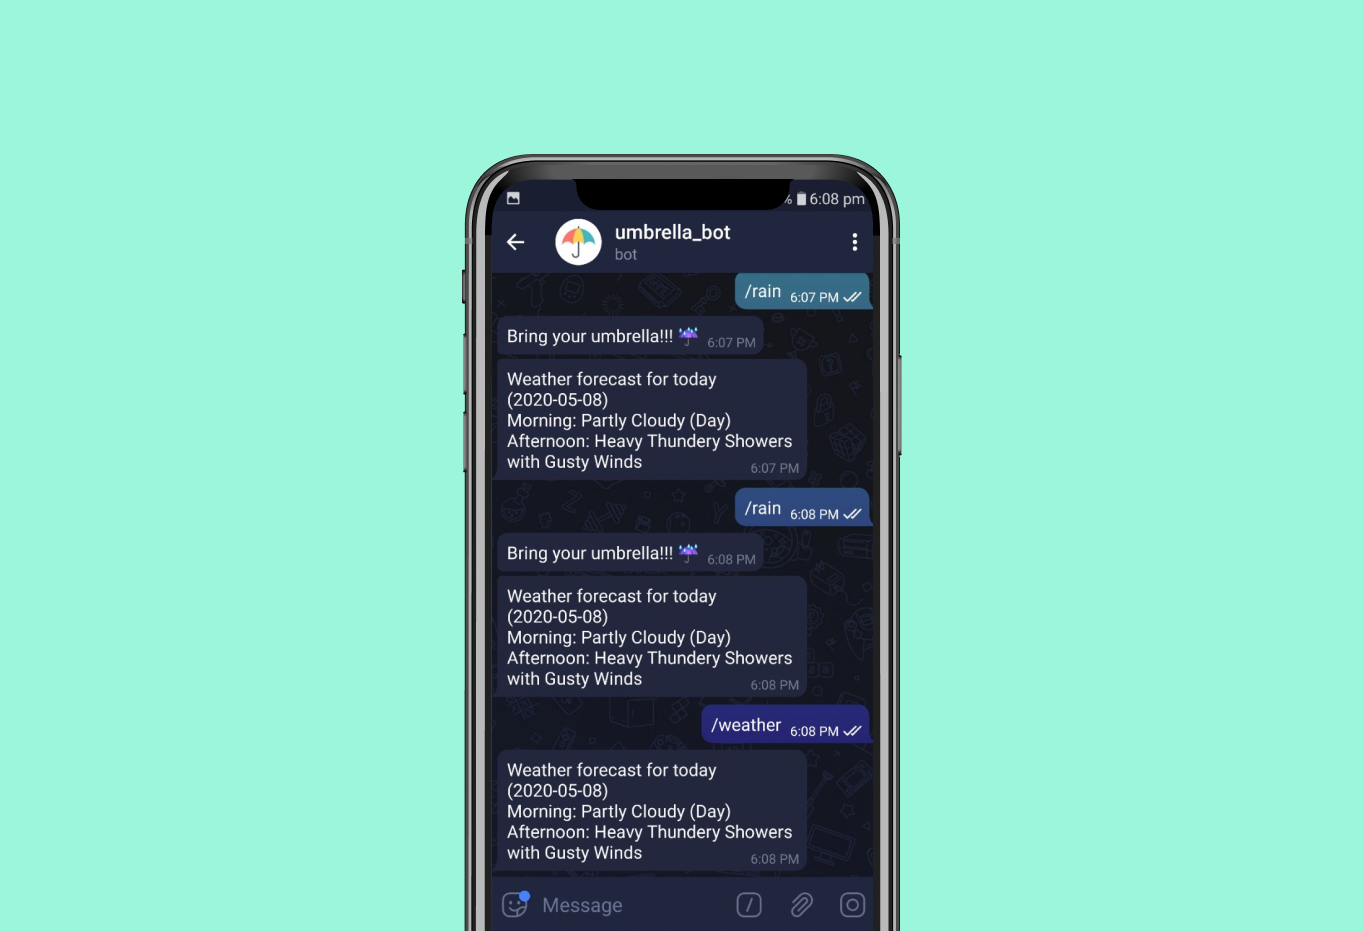 % 6:08 pm
umbrella_bot
bot
/rain 6:07 PM
Bring your umbrella!!! ☔ 6:07 PM
Weather forecast for today
(2020-05-08)
Morning: Partly Cloudy (Day)
Afternoon: Heavy Thundery Showers
with Gusty Winds 6:07 PM
/rain 6:08 PM
Bring your umbrella!!! ☔ 6:08 PM
Weather forecast for today
(2020-05-08)
Morning: Partly Cloudy (Day)
Afternoon: Heavy Thundery Showers
with Gusty Winds 6:08 PM
/weather 6:08 PM
Weather forecast for today
(2020-05-08)
Morning: Partly Cloudy (Day)
Afternoon: Heavy Thundery Showers
with Gusty Winds 6:08 PM
Message